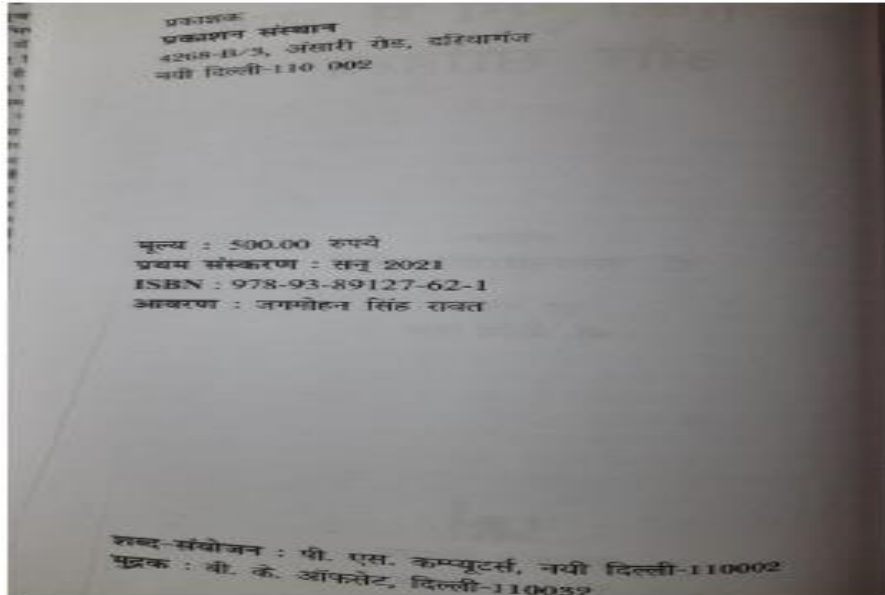 प्रकाशक
प्रकाशन संस्थान
4268-B/3, अंसारी रोड, दरियागंज
नयी दिल्ली-110 002
मूल्य : 500.00 रुपये
प्रथम संस्करण : सन् 2021
ISBN : 978-93-89127-62-1
आवरण : जगमोहन सिंह रावत
शब्द-संयोजन : पी. एस. कम्प्यूटर्स, नयी दिल्ली-110002
मुद्रक : बी. के. ऑफसेट, दिल्ली-110032